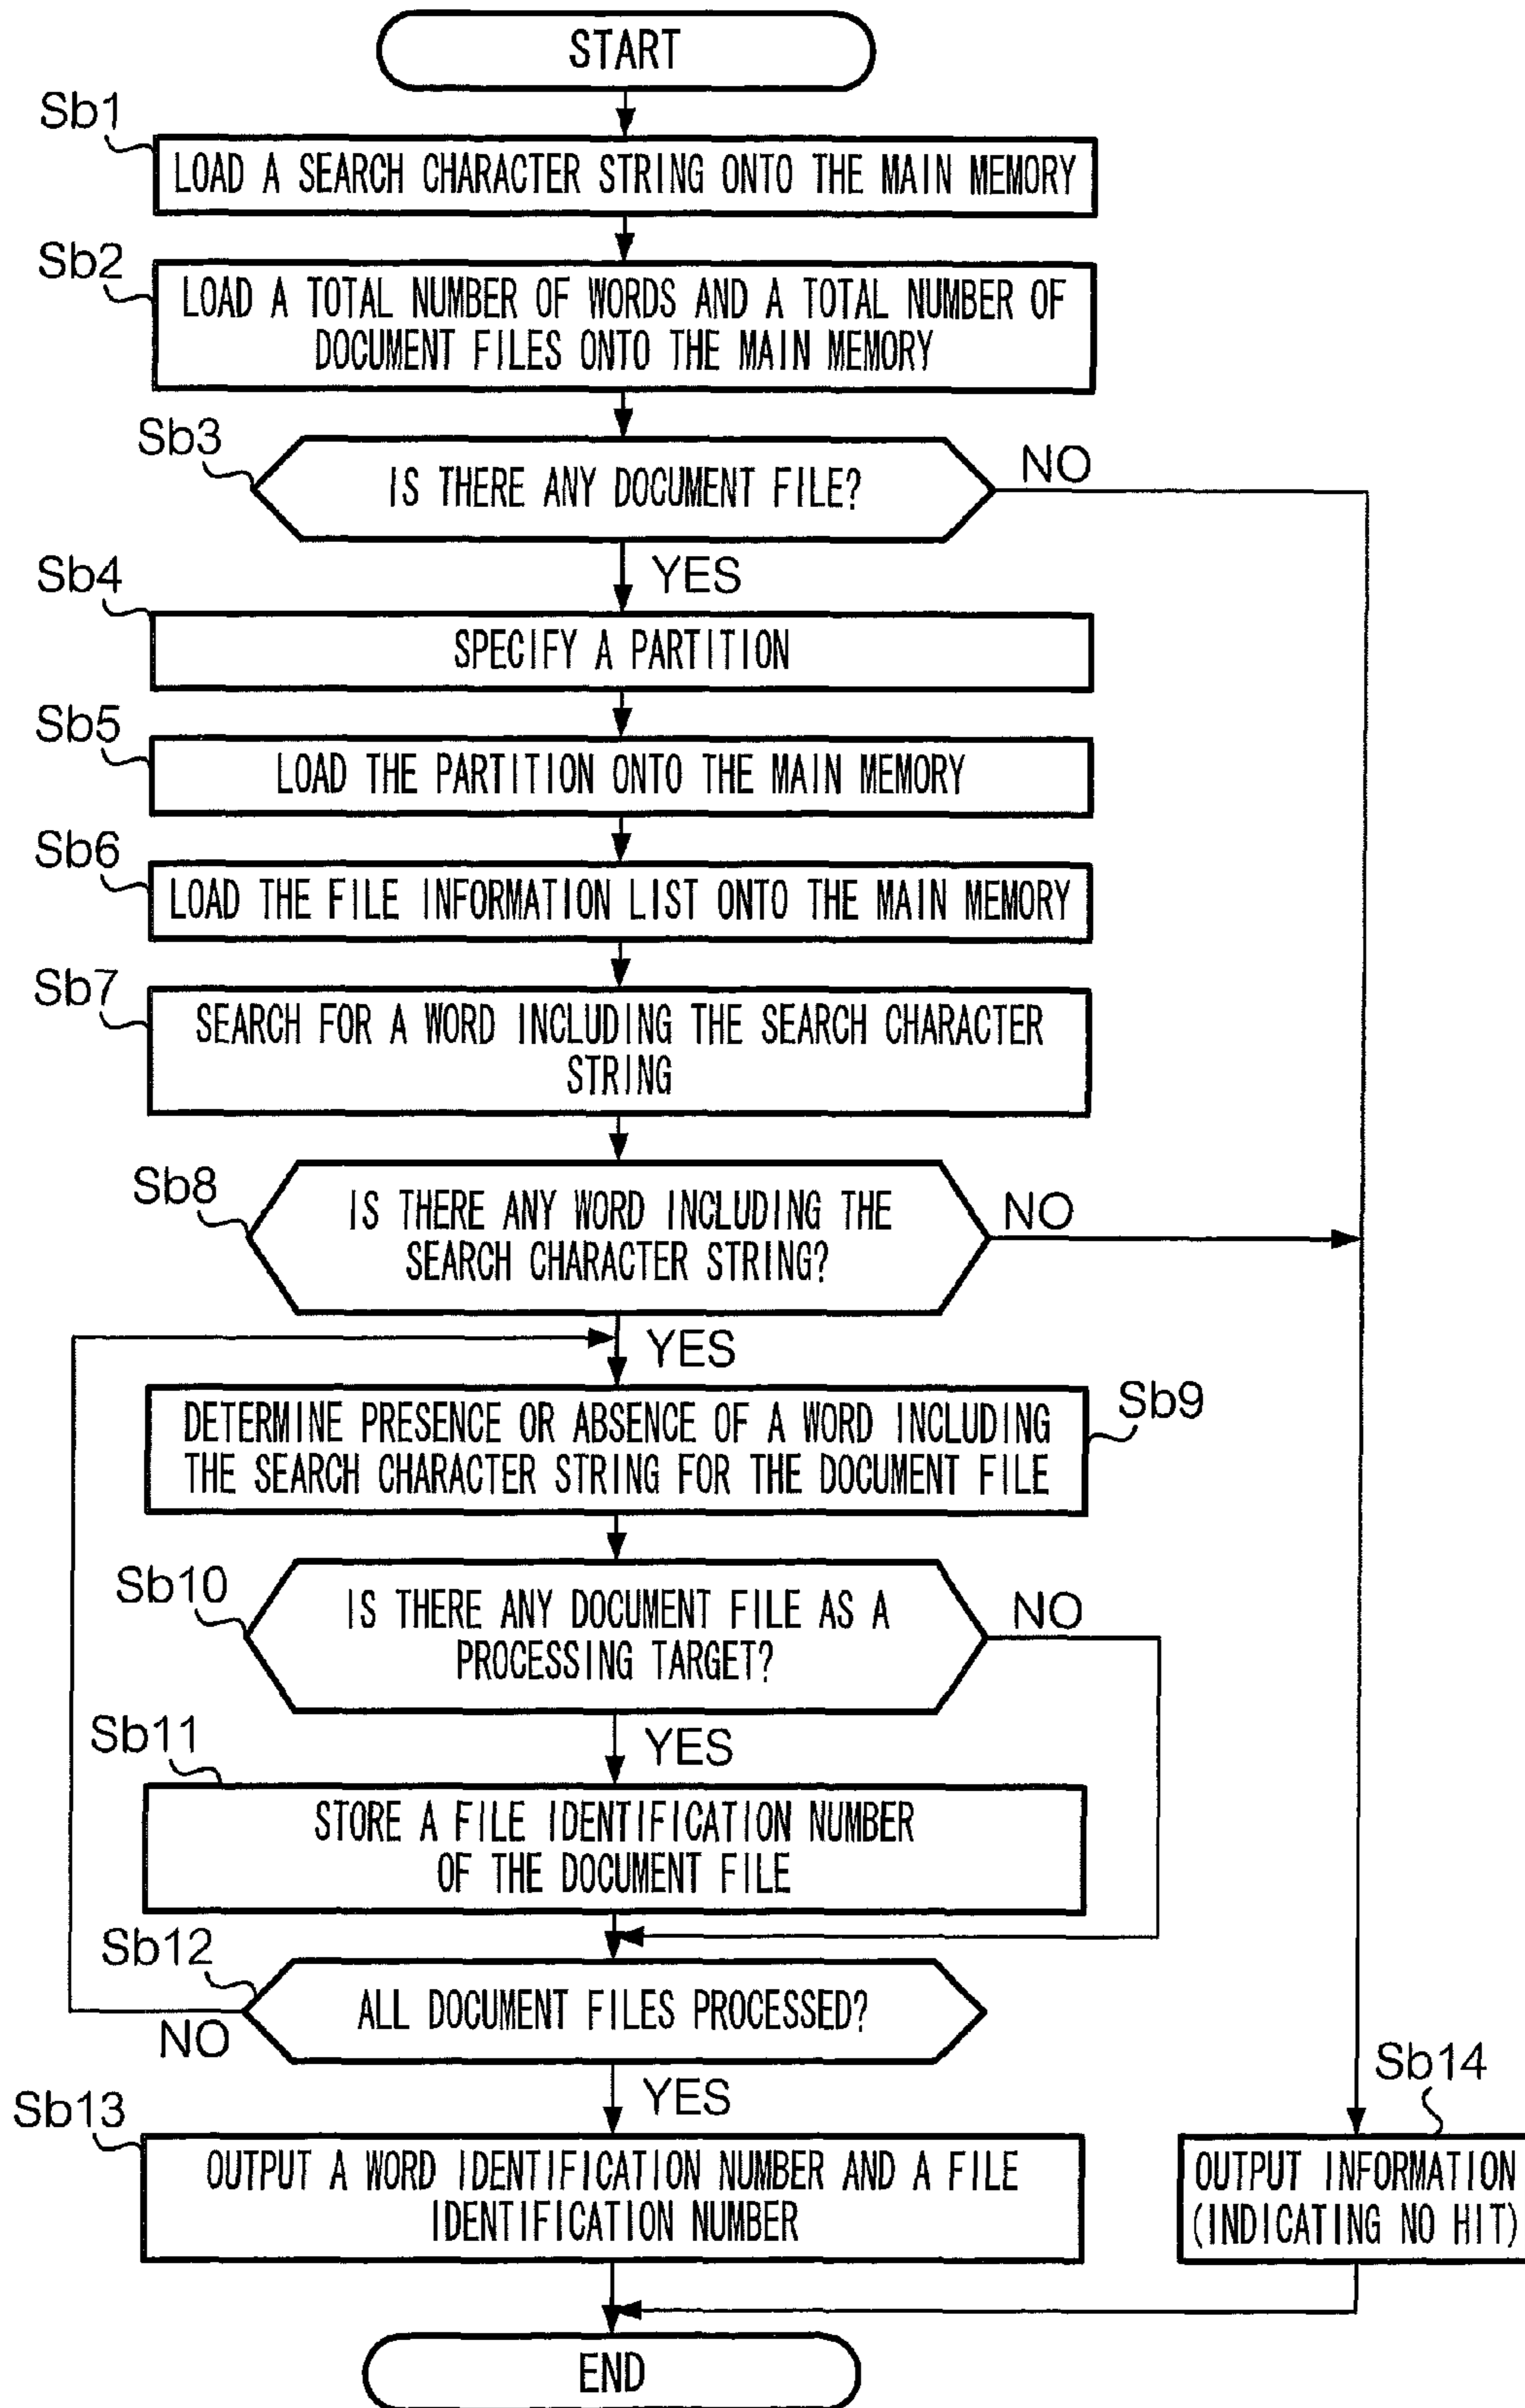 START
Sb1
LOAD A SEARCH CHARACTER STRING ONTO THE MAIN MEMORY
Sb2
LOAD A TOTAL NUMBER OF WORDS AND A TOTAL NUMBER OF
DOCUMENT FILES ONTO THE MAIN MEMORY
Sb3
IS THERE ANY DOCUMENT FILE?
NO
YES
Sb4
SPECIFY A PARTITION
Sb5
LOAD THE PARTITION ONTO THE MAIN MEMORY
Sb6
LOAD THE FILE INFORMATION LIST ONTO THE MAIN MEMORY
Sb7
SEARCH FOR A WORD INCLUDING THE SEARCH CHARACTER
STRING
Sb8
IS THERE ANY WORD INCLUDING THE
SEARCH CHARACTER STRING?
NO
YES
Sb9
DETERMINE PRESENCE OR ABSENCE OF A WORD INCLUDING
THE SEARCH CHARACTER STRING FOR THE DOCUMENT FILE
Sb10
IS THERE ANY DOCUMENT FILE AS A
PROCESSING TARGET?
NO
YES
Sb11
STORE A FILE IDENTIFICATION NUMBER
OF THE DOCUMENT FILE
Sb12
ALL DOCUMENT FILES PROCESSED?
NO
YES
Sb13
OUTPUT A WORD IDENTIFICATION NUMBER AND A FILE
IDENTIFICATION NUMBER
Sb14
OUTPUT INFORMATION
(INDICATING NO HIT)
END